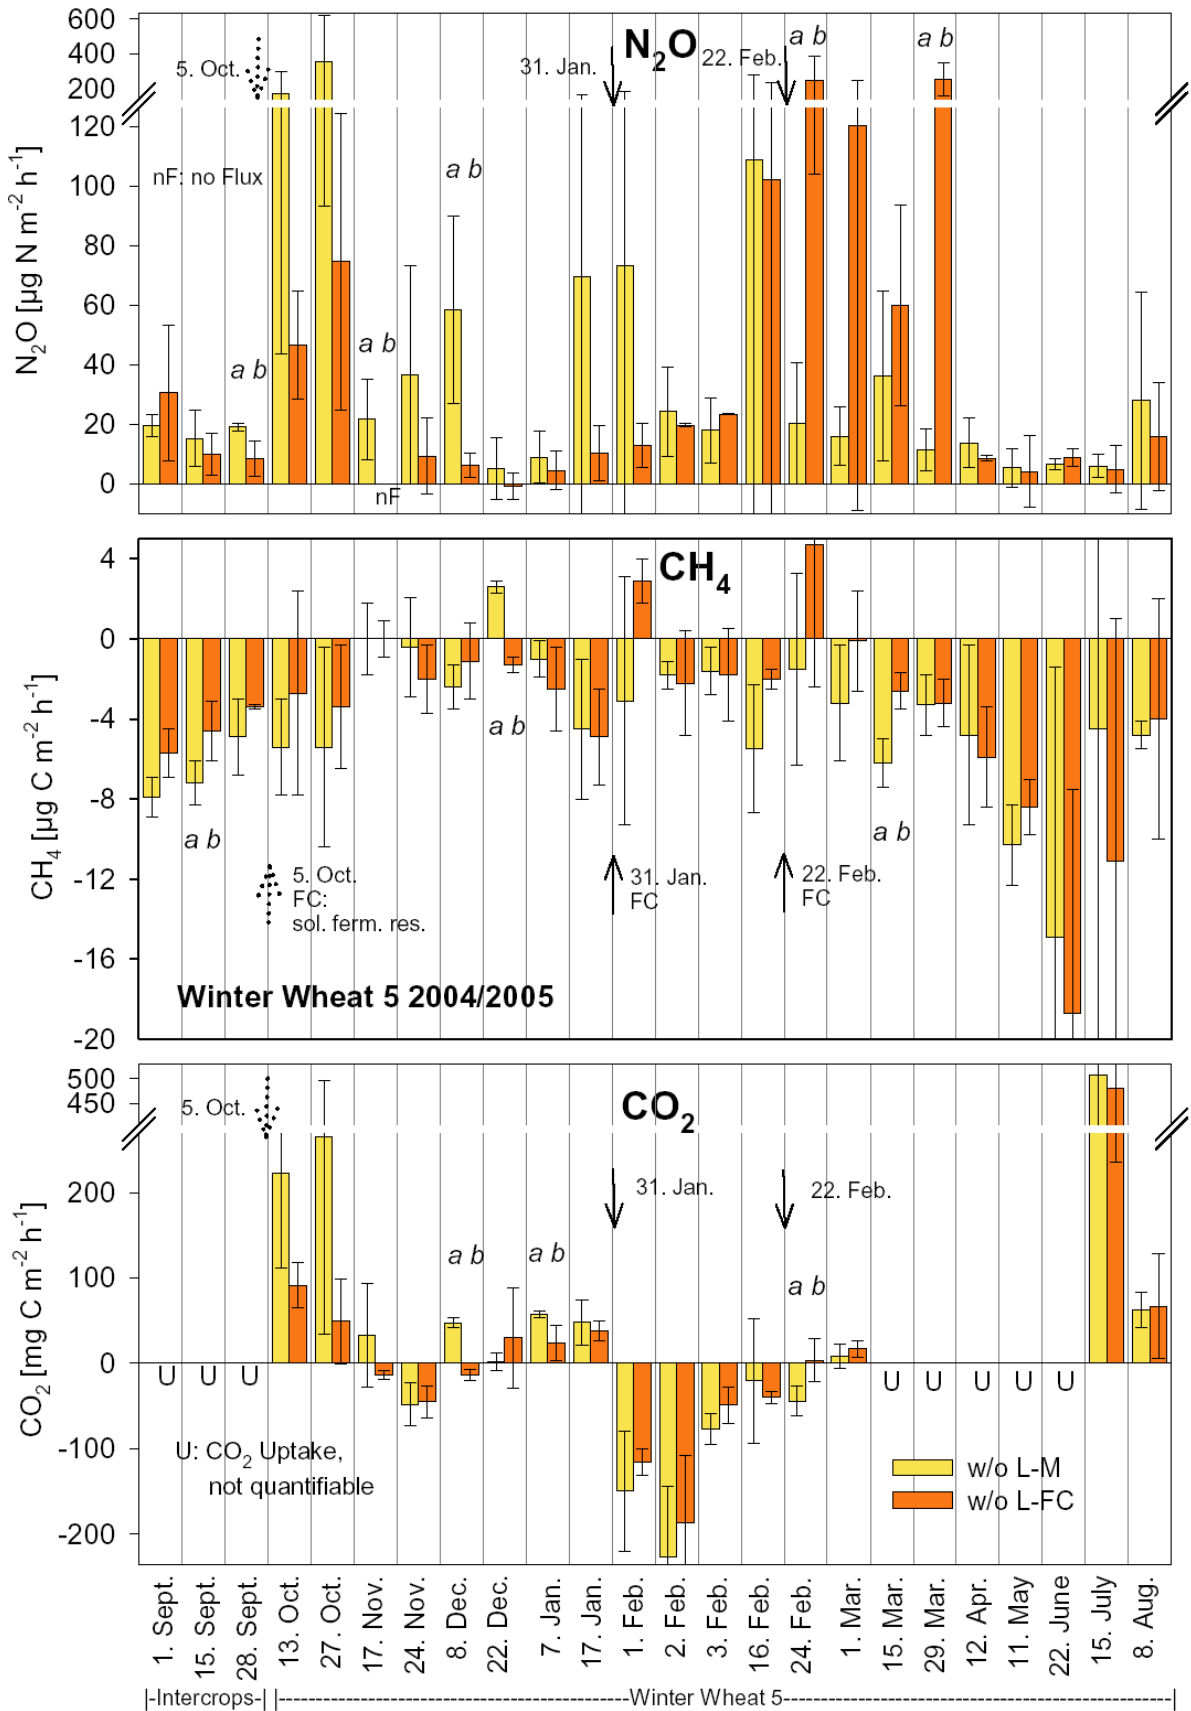 600
400
200
120
100
80
60
40
20
0
N2O [µg N m-2 h-1]
N2O
5. Oct.
31. Jan.
22. Feb.
a b
a b
nF: no Flux
a b
a b
a b
nF
4
0
-4
-8
-12
-16
-20
CH4 [µg C m-2 h-1]
CH4
a b
a b
a b
5. Oct.
FC:
sol. ferm. res.
31. Jan.
FC
22. Feb.
FC
Winter Wheat 5 2004/2005
500
450
200
100
0
-100
-200
CO2 [mg C m-2 h-1]
CO2
5. Oct.
31. Jan.
22. Feb.
a b
a b
a b
U U U
U U U U U
U: CO2 Uptake,
not quantifiable
w/o L-M
w/o L-FC
1. Sept.
15. Sept.
28. Sept.
13. Oct.
27. Oct
17. Nov.
24. Nov.
8. Dec.
22. Dec.
7. Jan.
17. Jan
1. Feb.
2. Feb.
3. Feb.
16. Feb.
24. Feb.
1. Mar.
15. Mar.
29. Mar.
12. Apr.
11. May
22. June
15. July
8. Aug.
|-Intercrops-| |------Winter Wheat 5------|